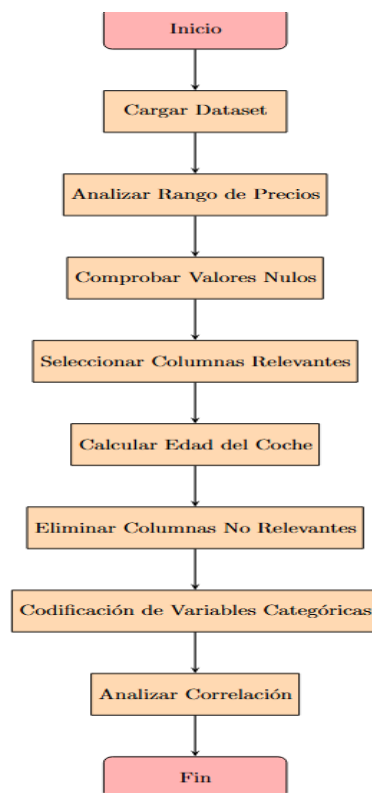 Inicio
Cargar Dataset
Analizar Rango de Precios
Comprobar Valores Nulos
Seleccionar Columnas Relevantes
Calcular Edad del Coche
Eliminar Columnas No Relevantes
Codificación de Variables Categóricas
Analizar Correlación
Fin